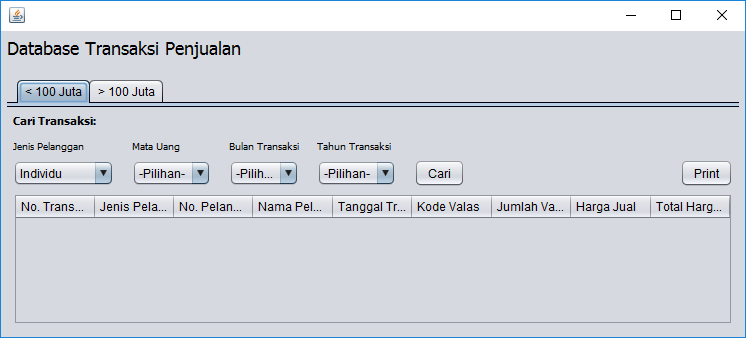 Database Transaksi Penjualan
< 100 Juta > 100 Juta
Cari Transaksi:
Jenis Pelanggan Mata Uang Bulan Transaksi Tahun Transaksi
Individu -Pilihan- -Pilih... -Pilihan- Cari Print
No. Trans... Jenis Pela... No. Pelan... Nama Pel... Tanggal Tr... Kode Valas Jumlah Va... Harga Jual Total Harg...